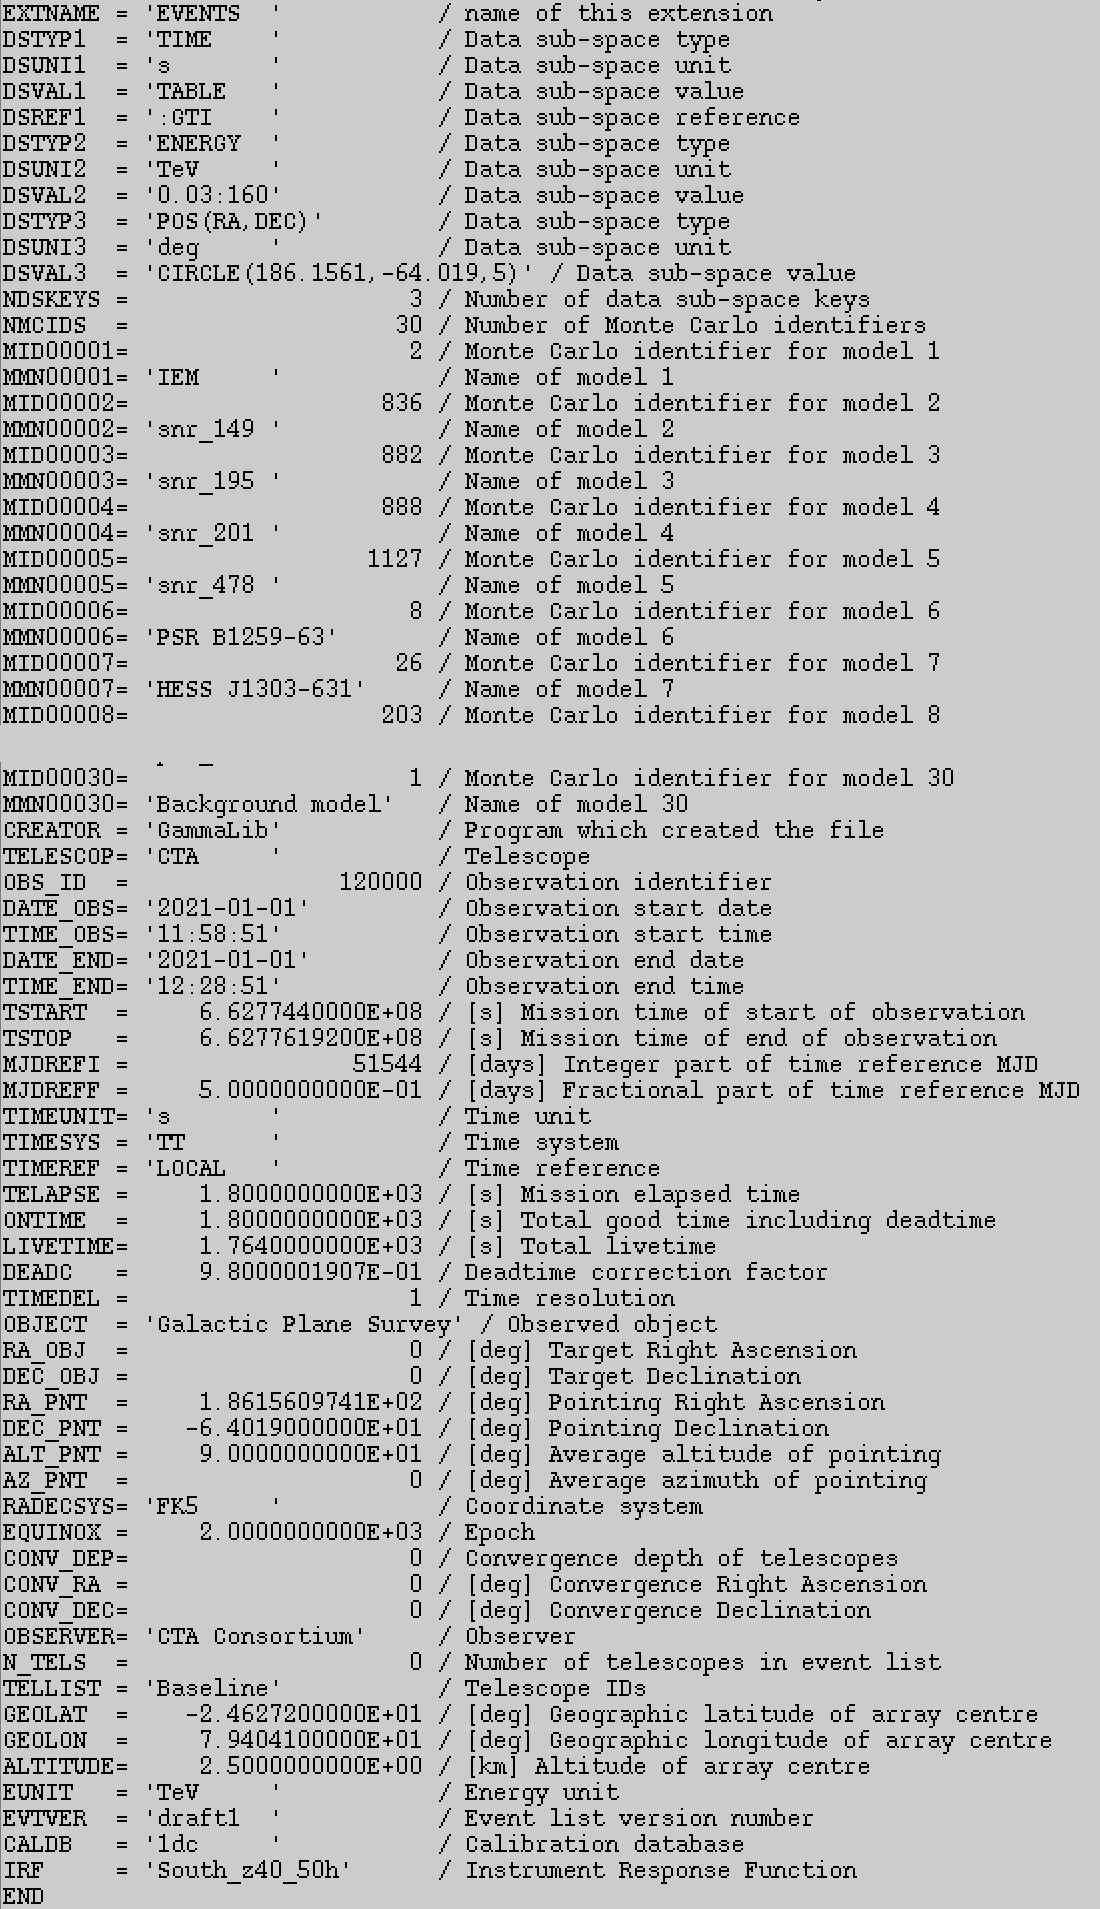 EXTNAME = 'EVENTS  '           / name of this extension
DSTYP1  = 'TIME    '           / Data sub-space type
DSUNI1  = 's       '           / Data sub-space unit
DSVAL1  = 'TABLE   '           / Data sub-space value
DSREF1  = ':GTI    '           / Data sub-space reference
DSTYP2  = 'ENERGY  '           / Data sub-space type
DSUNI2  = 'TeV     '           / Data sub-space unit
DSVAL2  = '0.03:160'           / Data sub-space value
DSTYP3  = 'POS(RA,DEC)'        / Data sub-space type
DSUNI3  = 'deg     '           / Data sub-space unit
DSVAL3  = 'CIRCLE(186.1561,-64.019,5)' / Data sub-space value
NDSKEYS =                    3 / Number of data sub-space keys
NMCIDS  =                   30 / Number of Monte Carlo identifiers
MID00001=                    2 / Monte Carlo identifier for model 1
MMN00001= 'IEM     '           / Name of model 1
MID00002=                  836 / Monte Carlo identifier for model 2
MMN00002= 'snr_149 '           / Name of model 2
MID00003=                  882 / Monte Carlo identifier for model 3
MMN00003= 'snr_195 '           / Name of model 3
MID00004=                  888 / Monte Carlo identifier for model 4
MMN00004= 'snr_201 '           / Name of model 4
MID00005=                 1127 / Monte Carlo identifier for model 5
MMN00005= 'snr_478 '           / Name of model 5
MID00006=                    8 / Monte Carlo identifier for model 6
MMN00006= 'PSR B1259-63'       / Name of model 6
MID00007=                   26 / Monte Carlo identifier for model 7
MMN00007= 'HESS J1303-631'     / Name of model 7
MID00008=                  203 / Monte Carlo identifier for model 8
MID00030=                    1 / Monte Carlo identifier for model 30
MMN00030= 'Background model'   / Name of model 30
CREATOR = 'GammaLib'           / Program which created the file
TELESCOP= 'CTA     '           / Telescope
OBS_ID  =               120000 / Observation identifier
DATE_OBS= '2021-01-01'         / Observation start date
TIME_OBS= '11:58:51'           / Observation start time
DATE_END= '2021-01-01'         / Observation end date
TIME_END= '12:28:51'           / Observation end time
TSTART  =     6.6277440000E+08 / [s] Mission time of start of observation
TSTOP   =     6.6277619200E+08 / [s] Mission time of end of observation
MJDREFI =                51544 / [days] Integer part of time reference MJD
MJDREFF =     5.0000000000E-01 / [days] Fractional part of time reference MJD
TIMEUNIT= 's       '           / Time unit
TIMESYS = 'TT      '           / Time system
TIMEREF = 'LOCAL   '           / Time reference
TELAPSE =     1.8000000000E+03 / [s] Mission elapsed time
ONTIME  =     1.8000000000E+03 / [s] Total good time including deadtime
LIVETIME=     1.7640000000E+03 / [s] Total livetime
DEADC   =     9.8000001907E-01 / Deadtime correction factor
TIMEDEL =                    1 / Time resolution
OBJECT  = 'Galactic Plane Survey' / Observed object
RA_OBJ  =                    0 / [deg] Target Right Ascension
DEC_OBJ =                    0 / [deg] Target Declination
RA_PNT  =     1.8615609741E+02 / [deg] Pointing Right Ascension
DEC_PNT =    -6.4019000000E+01 / [deg] Pointing Declination
ALT_PNT =     9.0000000000E+01 / [deg] Average altitude of pointing
AZ_PNT  =                    0 / [deg] Average azimuth of pointing
RADECSYS= 'FK5     '           / Coordinate system
EQUINOX =     2.0000000000E+03 / Epoch
CONV_DEP=                    0 / Convergence depth of telescopes
CONV_RA =                    0 / [deg] Convergence Right Ascension
CONV_DEC=                    0 / [deg] Convergence Declination
OBSERVER= 'CTA Consortium'     / Observer
N_TELS  =                    0 / Number of telescopes in event list
TELLIST = 'Baseline'           / Telescope IDs
GEOLAT  =    -2.4627200000E+01 / [deg] Geographic latitude of array centre
GEOLON  =     7.9404100000E+01 / [deg] Geographic longitude of array centre
ALTITUDE=     2.5000000000E+00 / [km] Altitude of array centre
EUNIT   = 'TeV     '           / Energy unit
EVTVER  = 'draft1  '           / Event list version number
CALDB   = '1dc     '           / Calibration database
IRF     = 'South_z40_50h'      / Instrument Response Function
END